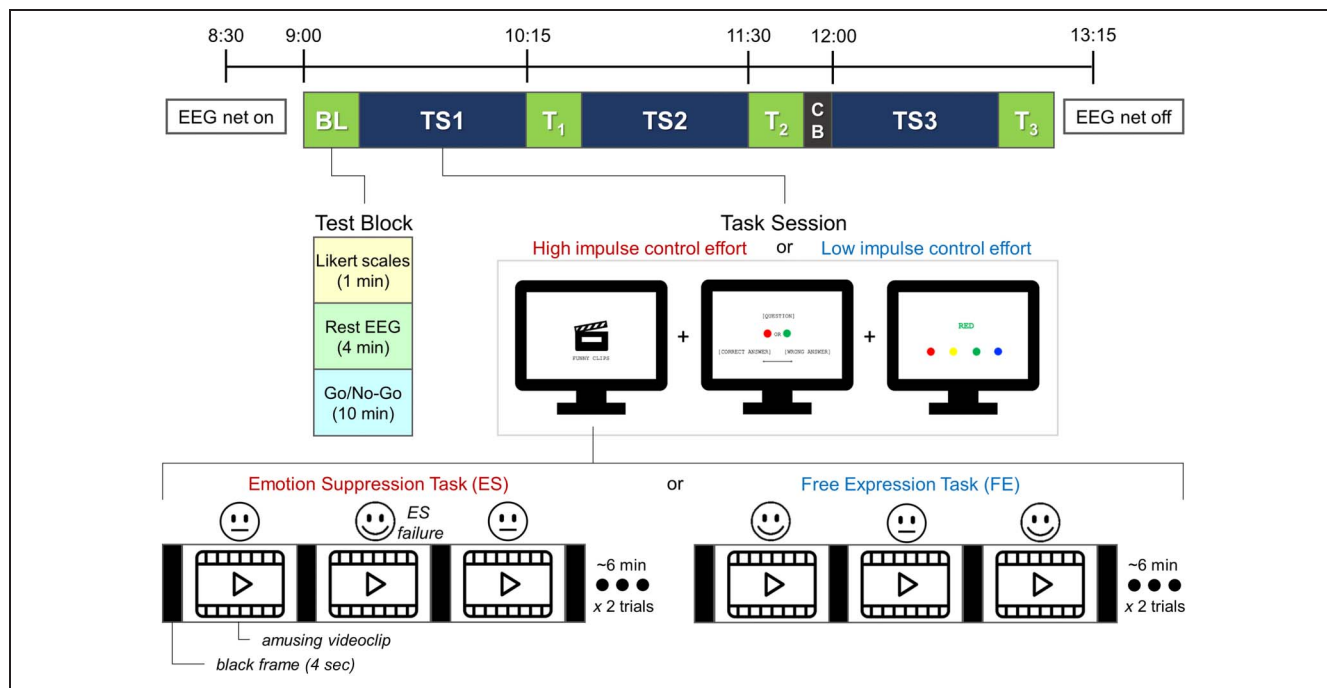 8:30 9:00 10:15 11:30 12:00 13:15
EEG net on BL TS1 T1 TS2 T2 C B TS3 T3 EEG net off
Test Block
Likert scales
(1 min)
Rest EEG
(4 min)
Go/No-Go
(10 min)
Task Session
High impulse control effort or Low impulse control effort
FUNNY CLIPS
+
[QUESTION]
OR
[CORRECT ANSWER] [WRONG ANSWER]
+
RED
Emotion Suppression Task (ES) or Free Expression Task (FE)
ES
failure
~6 min
x 2 trials
~6 min
x 2 trials
amusing videoclip
black frame (4 sec)